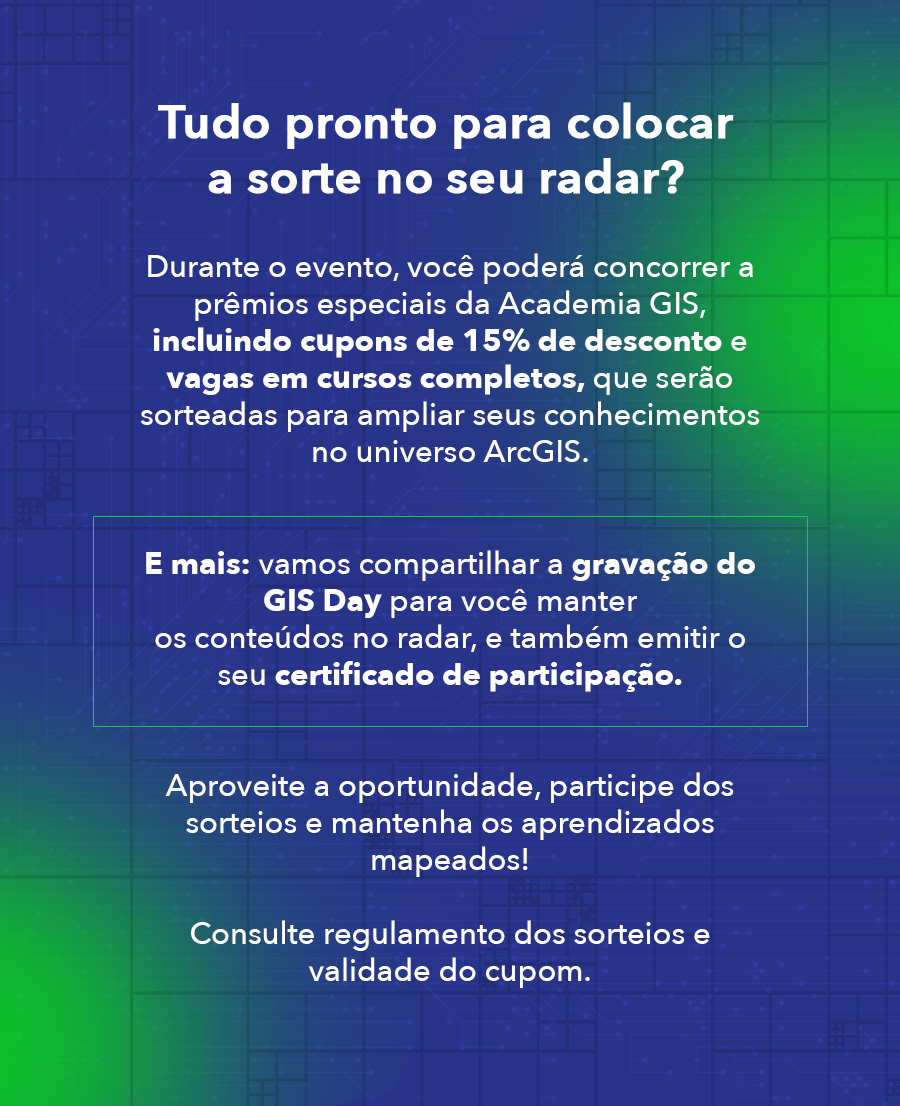 Tudo pronto para colocar
a sorte no seu radar?
Durante o evento, você poderá concorrer a
prêmios especiais da Academia GIS,
incluindo cupons de 15% de desconto e
vagas em cursos completos, que serão
sorteadas para ampliar seus conhecimentos
no universo ArcGIS.
E mais: vamos compartilhar a gravação do
GIS Day para você manter
os conteúdos no radar, e também emitir o
seu certificado de participação.
Aproveite a oportunidade, participe dos
sorteios e mantenha os aprendizados
mapeados!
Consulte regulamento dos sorteios e
validade do cupom.